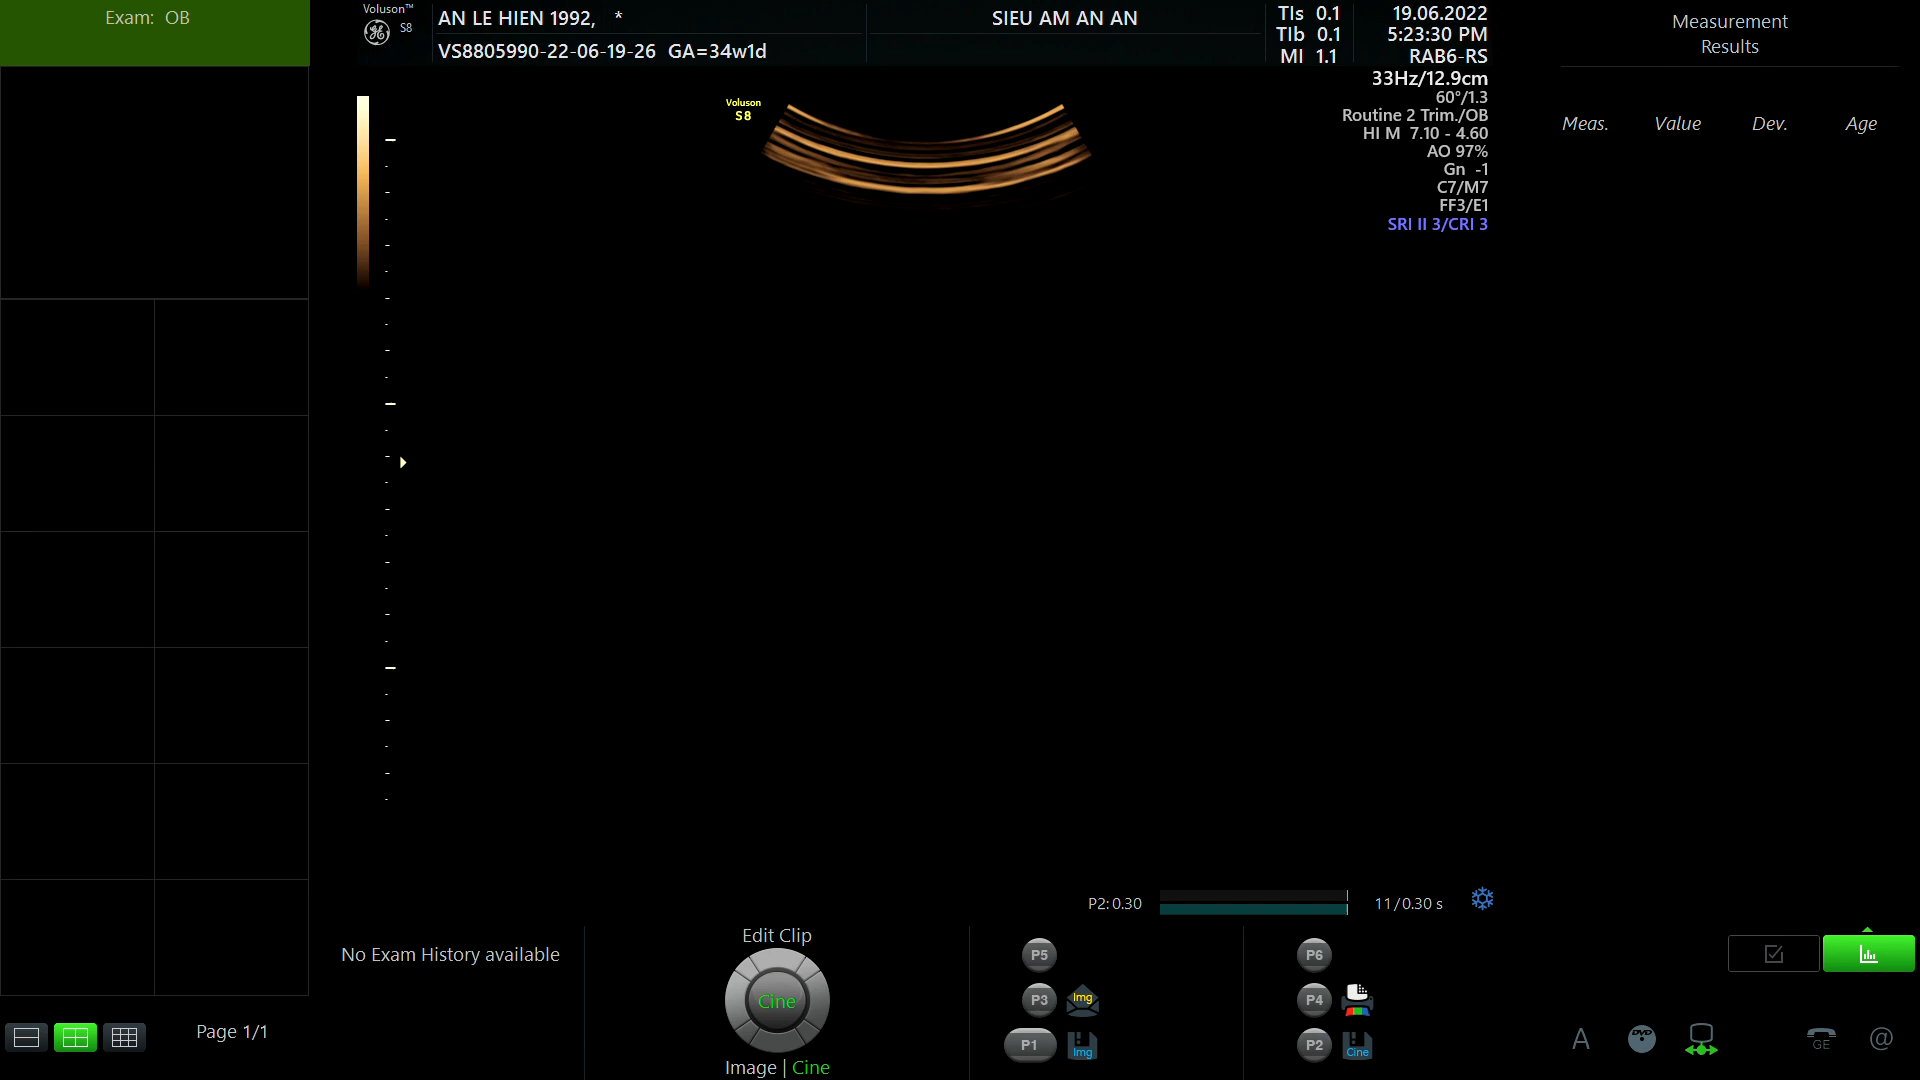 Exam: OB
Voluson™
S8
AN LE HIEN 1992, *
VS8805990-22-06-19-26 GA=34w1d
SIEU AM AN AN
TIs 0.1
TIb 0.1
MI 1.1
19.06.2022
5:23:30 PM
RAB6-RS
33Hz/12.9cm
60°/1.3
Routine 2 Trim./OB
HI M 7.10 - 4.60
AO 97%
Gn -1
C7/M7
FF3/E1
SRI II 3/CRI 3
Voluson
S8
Measurement
Results
Meas. Value Dev. Age
P2: 0.30
11/0.30 s
No Exam History available
Edit Clip
Cine
Image | Cine
P5
P3 Img
P1 Img
P6
P4
P2 Cine
Page 1/1
A
DVD
GE
@